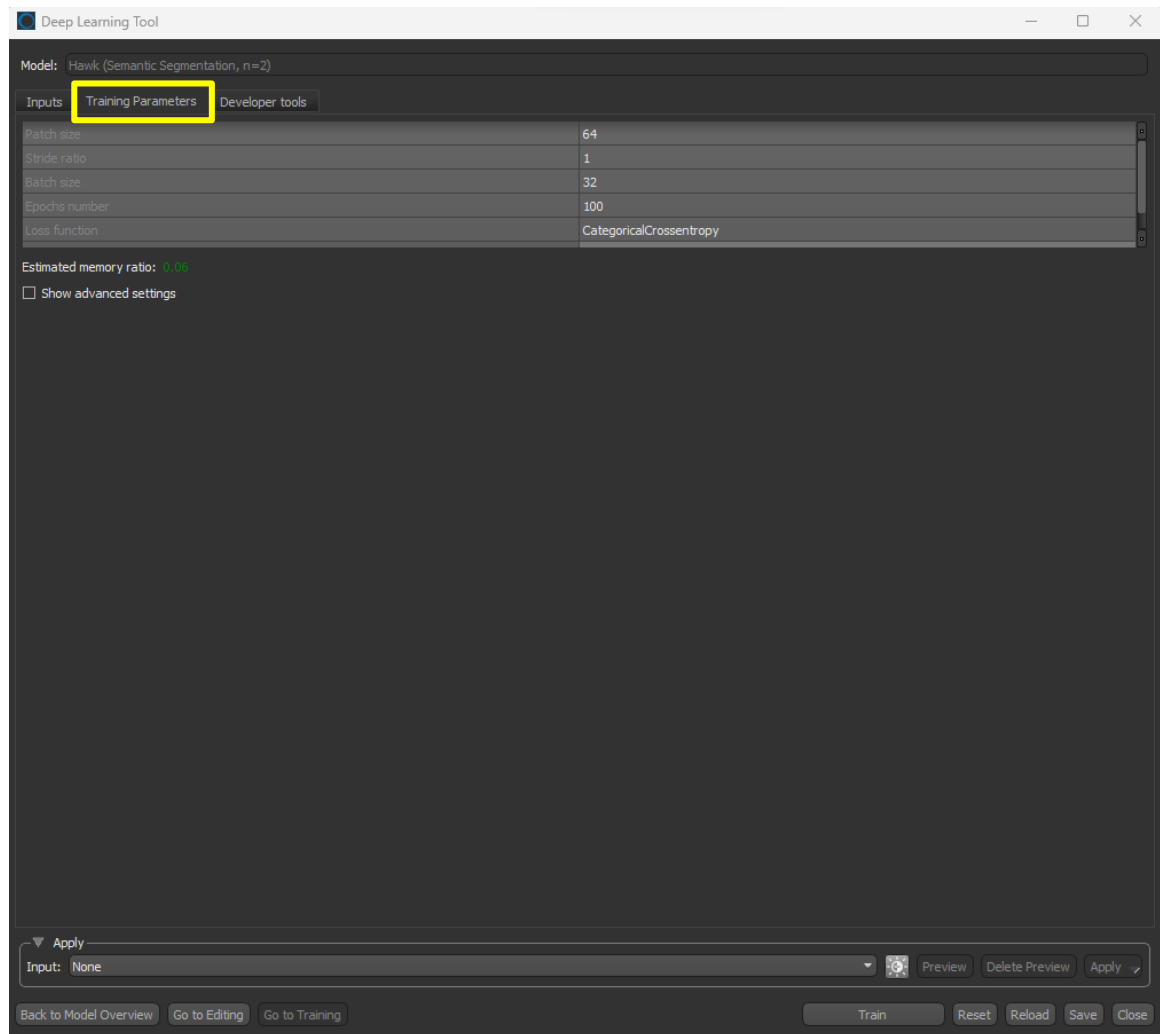 Deep Learning Tool
Model: Hawk (Semantic Segmentation, n=2)
Inputs Training Parameters Developer tools
Patch size 64
Stride ratio 1
Batch size 32
Epochs number 100
Loss function CategoricalCrossentropy
Estimated memory ratio: 0.06
Show advanced settings
Apply
Input: None Preview Delete Preview Apply
Back to Model Overview Go to Editing Go to Training Train Reset Reload Save Close